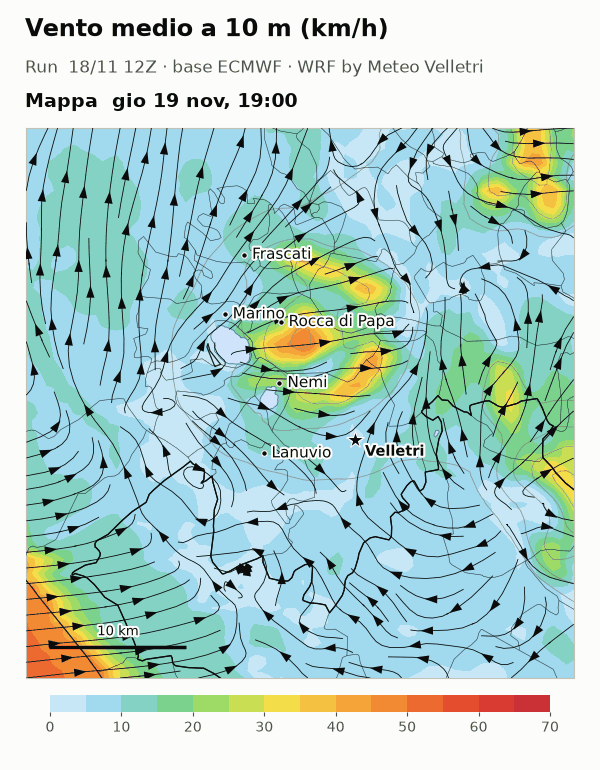 Vento medio a 10 m (km/h)
Run  18/11 12Z · base ECMWF · WRF by Meteo Velletri
Mappa  gio 19 nov, 19:00
Frascati
Marino
Rocca di Papa
Nemi
Velletri
Lanuvio
10 km
0 10 20 30 40 50 60 70